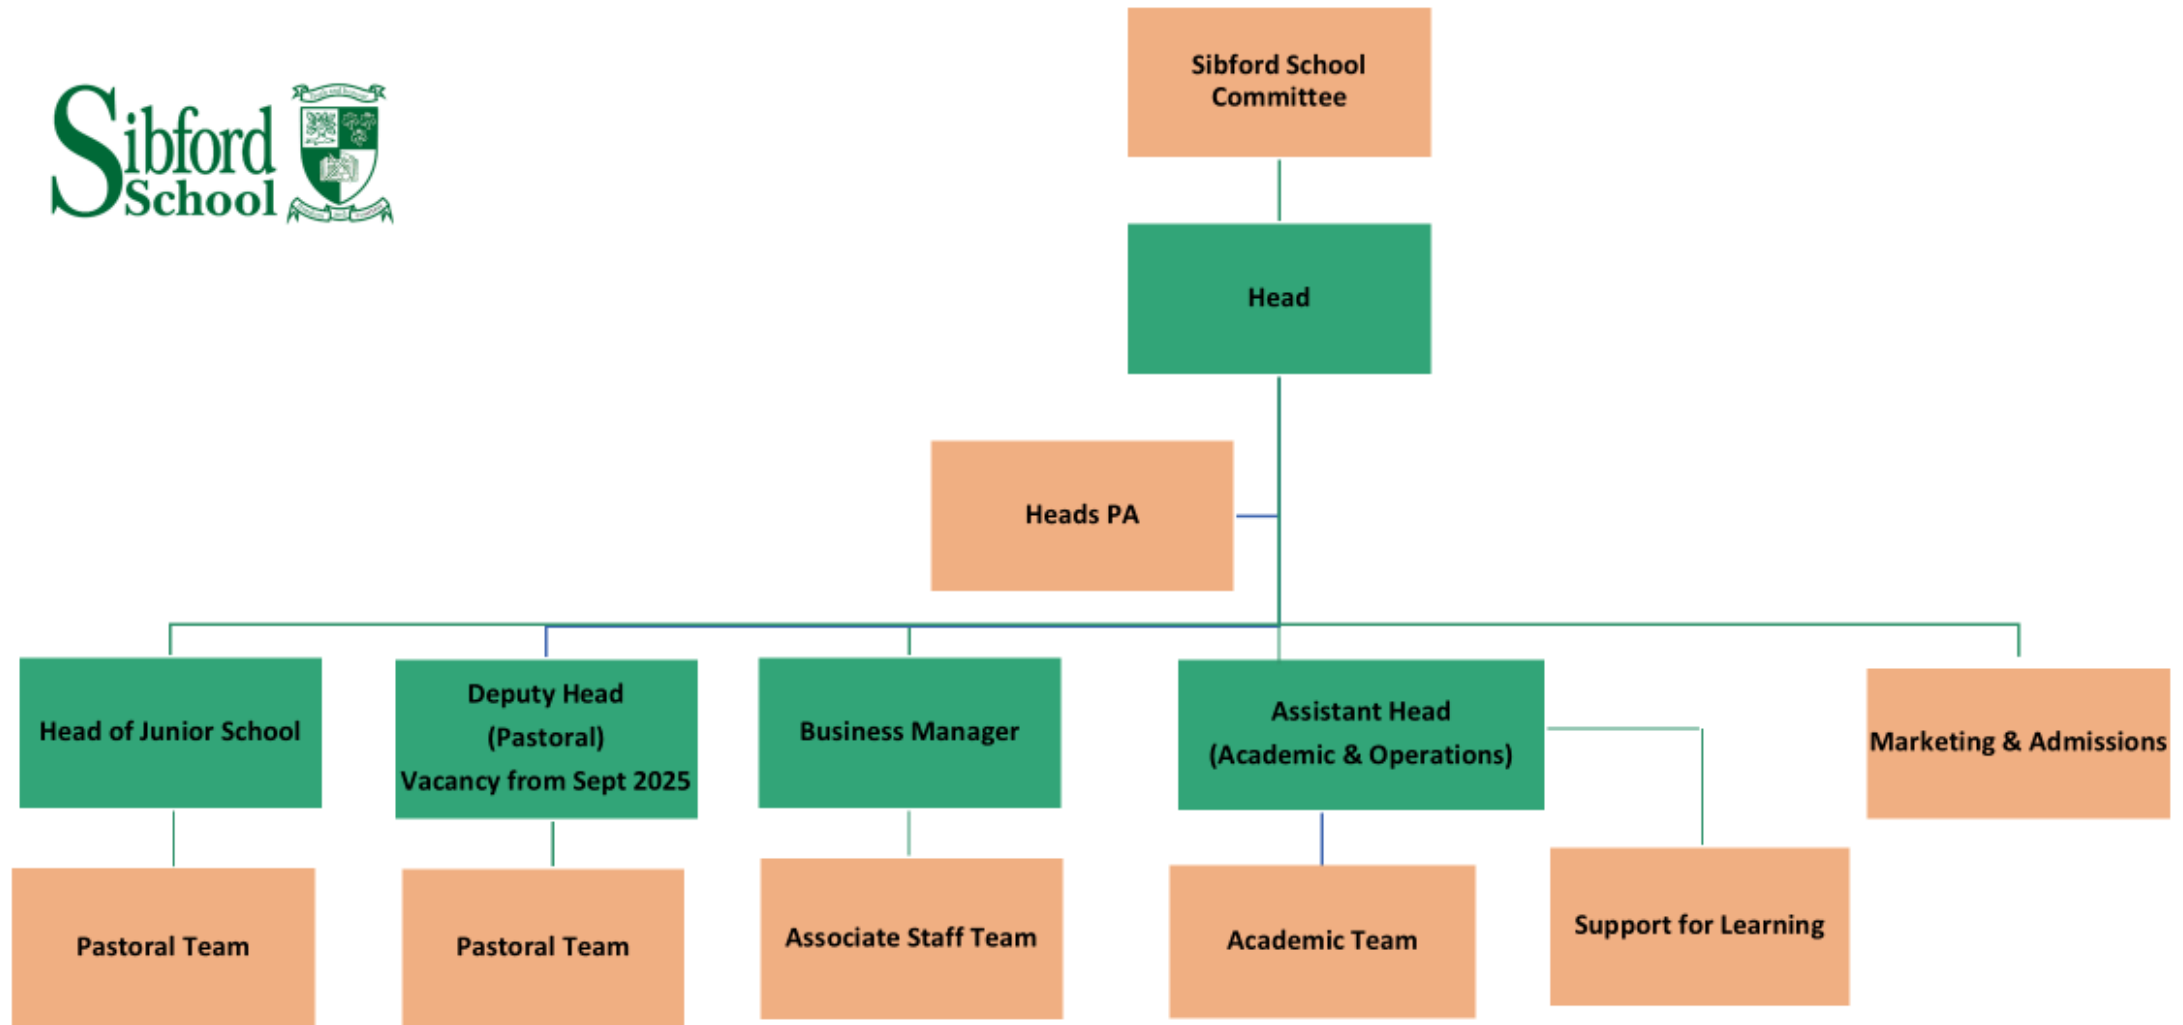 Sibford
School
Sibford School
Committee
Head
Heads PA
Head of Junior School
Deputy Head
(Pastoral)
Vacancy from Sept 2025
Business Manager
Assistant Head
(Academic & Operations)
Marketing & Admissions
Pastoral Team
Pastoral Team
Associate Staff Team
Academic Team
Support for Learning